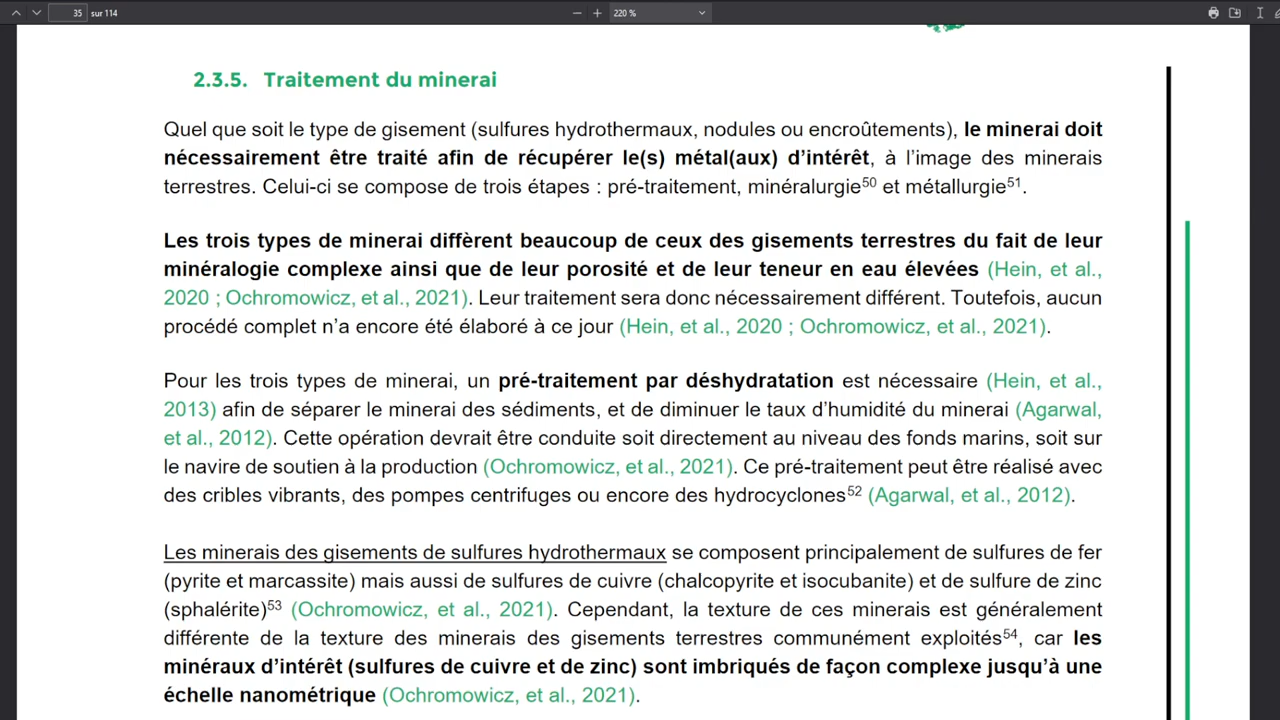 35 sur 114
220 %
2.3.5. Traitement du minerai
Quel que soit le type de gisement (sulfures hydrothermaux, nodules ou encroûtements), le minerai doit
nécessairement être traité afin de récupérer le(s) métal(aux) d’intérêt, à l’image des minerais
terrestres. Celui-ci se compose de trois étapes : pré-traitement, minéralurgie50 et métallurgie51.
Les trois types de minerai diffèrent beaucoup de ceux des gisements terrestres du fait de leur
minéralogie complexe ainsi que de leur porosité et de leur teneur en eau élevées (Hein, et al.,
2020 ; Ochromowicz, et al., 2021). Leur traitement sera donc nécessairement différent. Toutefois, aucun
procédé complet n’a encore été élaboré à ce jour (Hein, et al., 2020 ; Ochromowicz, et al., 2021).
Pour les trois types de minerai, un pré-traitement par déshydratation est nécessaire (Hein, et al.,
2013) afin de séparer le minerai des sédiments, et de diminuer le taux d’humidité du minerai (Agarwal,
et al., 2012). Cette opération devrait être conduite soit directement au niveau des fonds marins, soit sur
le navire de soutien à la production (Ochromowicz, et al., 2021). Ce pré-traitement peut être réalisé avec
des cribles vibrants, des pompes centrifuges ou encore des hydrocyclones52 (Agarwal, et al., 2012).
Les minerais des gisements de sulfures hydrothermaux se composent principalement de sulfures de fer
(pyrite et marcassite) mais aussi de sulfures de cuivre (chalcopyrite et isocubanite) et de sulfure de zinc
(sphalérite)53 (Ochromowicz, et al., 2021). Cependant, la texture de ces minerais est généralement
différente de la texture des minerais des gisements terrestres communément exploités54, car les
minéraux d’intérêt (sulfures de cuivre et de zinc) sont imbriqués de façon complexe jusqu’à une
échelle nanométrique (Ochromowicz, et al., 2021).